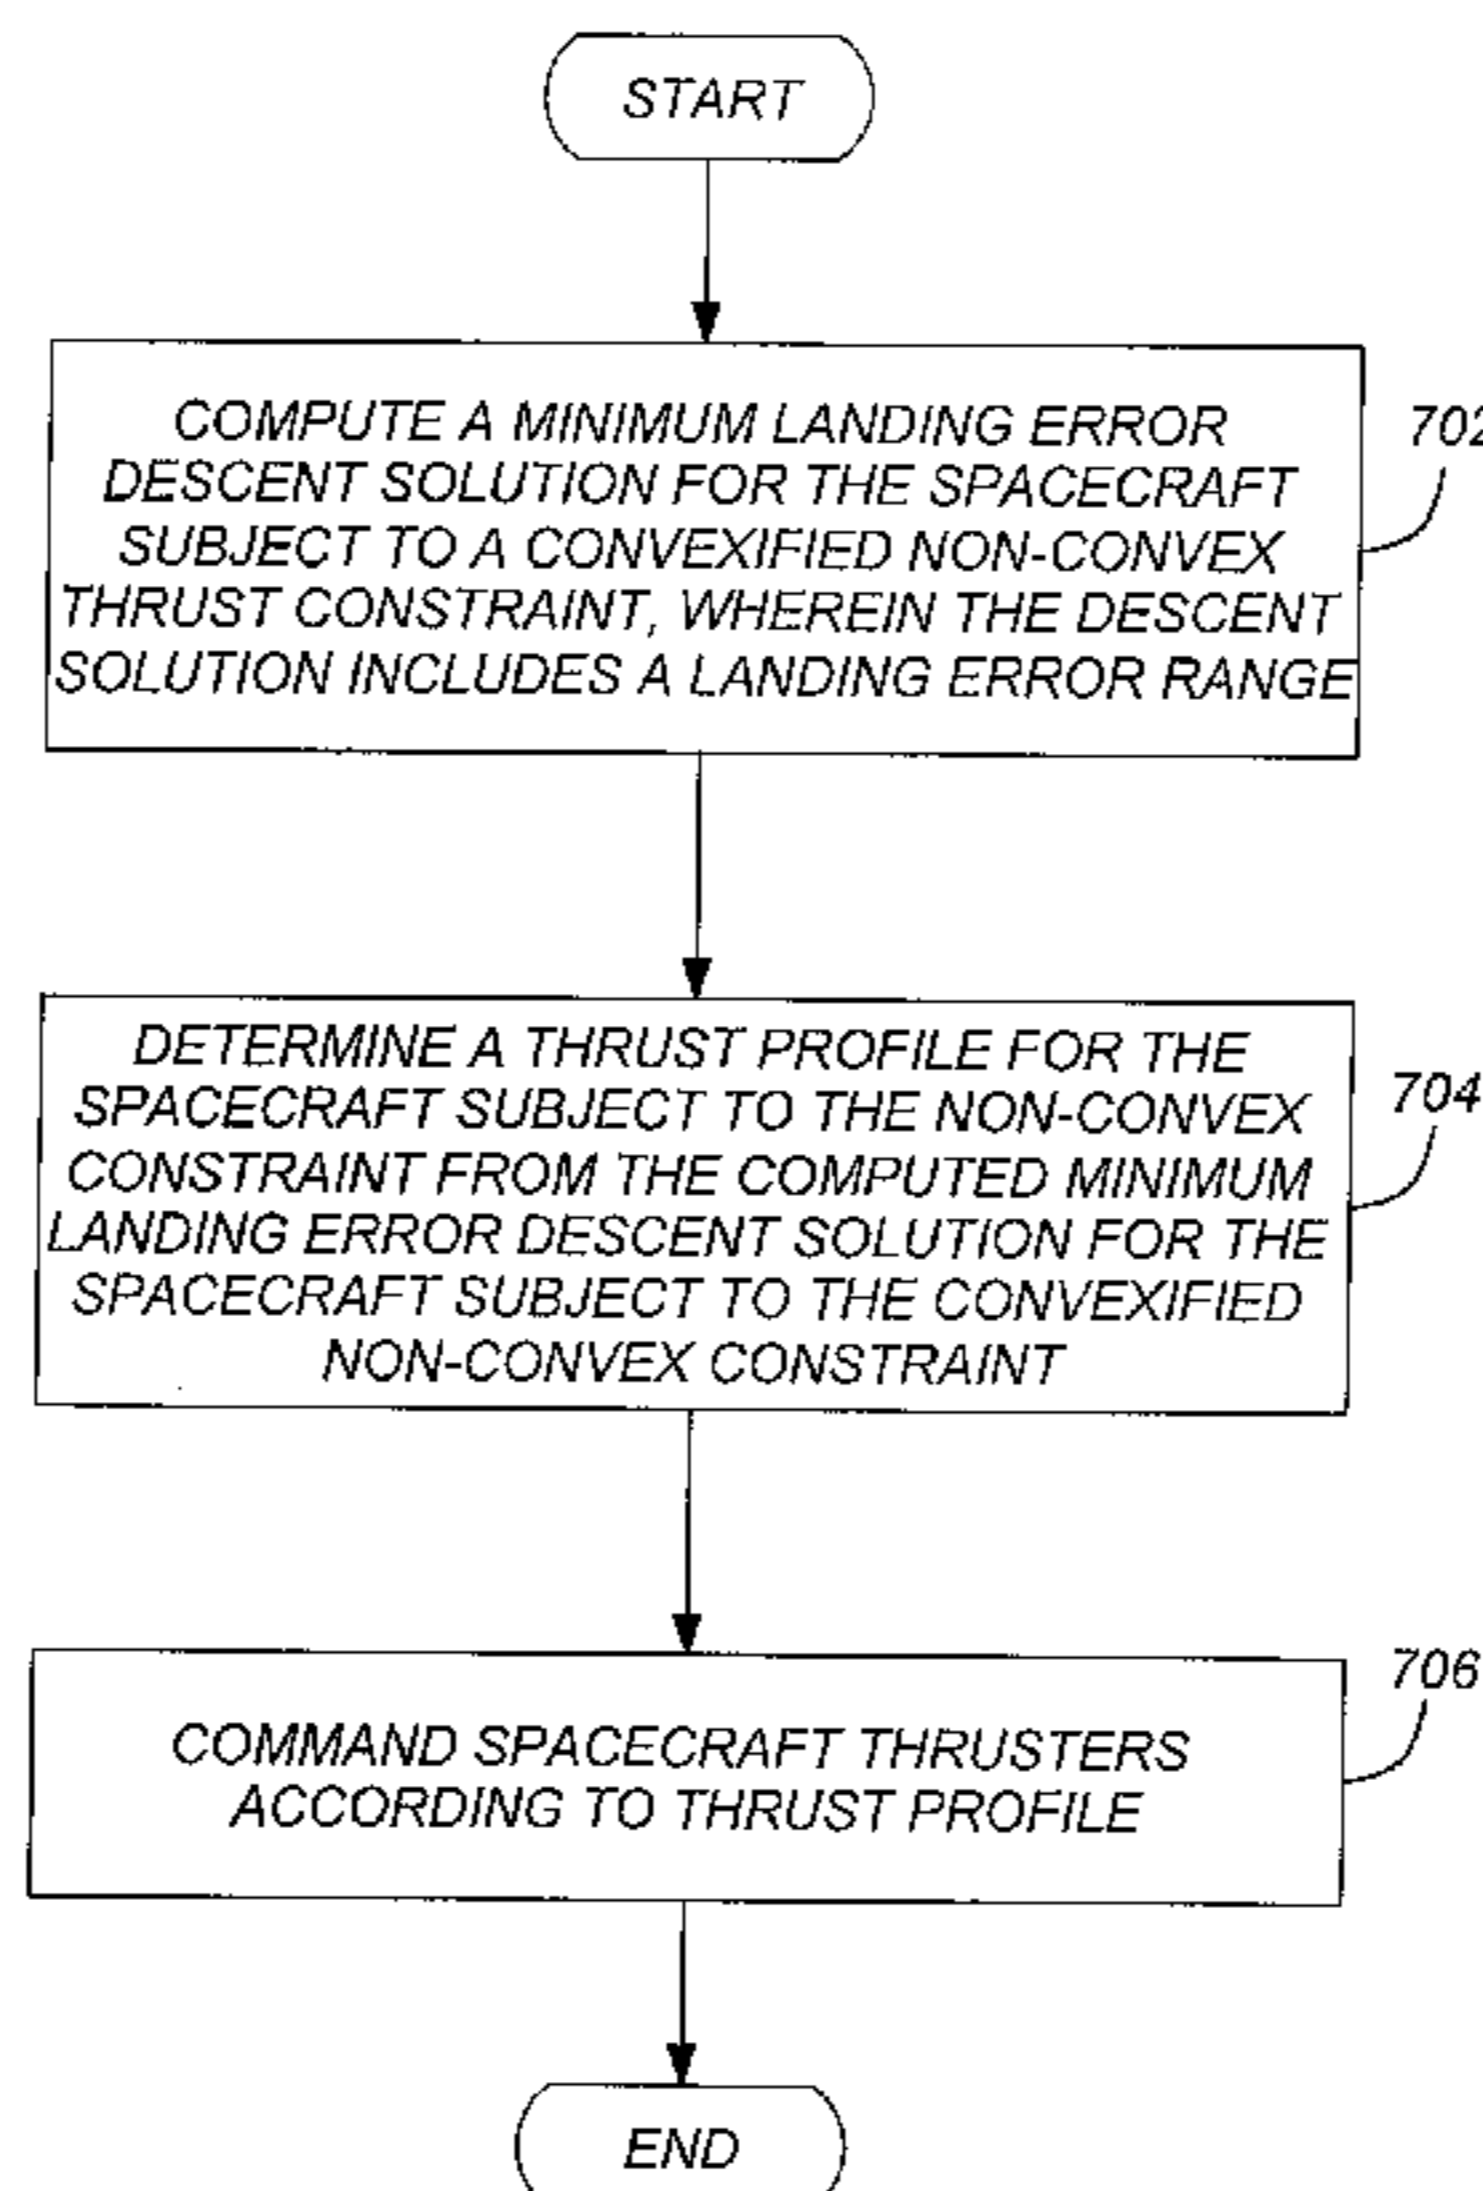 START
COMPUTE A MINIMUM LANDING ERROR
DESCENT SOLUTION FOR THE SPACECRAFT
SUBJECT TO A CONVEXIFIED NON-CONVEX
THRUST CONSTRAINT, WHEREIN THE DESCENT
SOLUTION INCLUDES A LANDING ERROR RANGE
702
DETERMINE A THRUST PROFILE FOR THE
SPACECRAFT SUBJECT TO THE NON-CONVEX
CONSTRAINT FROM THE COMPUTED MINIMUM
LANDING ERROR DESCENT SOLUTION FOR THE
SPACECRAFT SUBJECT TO THE CONVEXIFIED
NON-CONVEX CONSTRAINT
704
COMMAND SPACECRAFT THRUSTERS
ACCORDING TO THRUST PROFILE
706
END